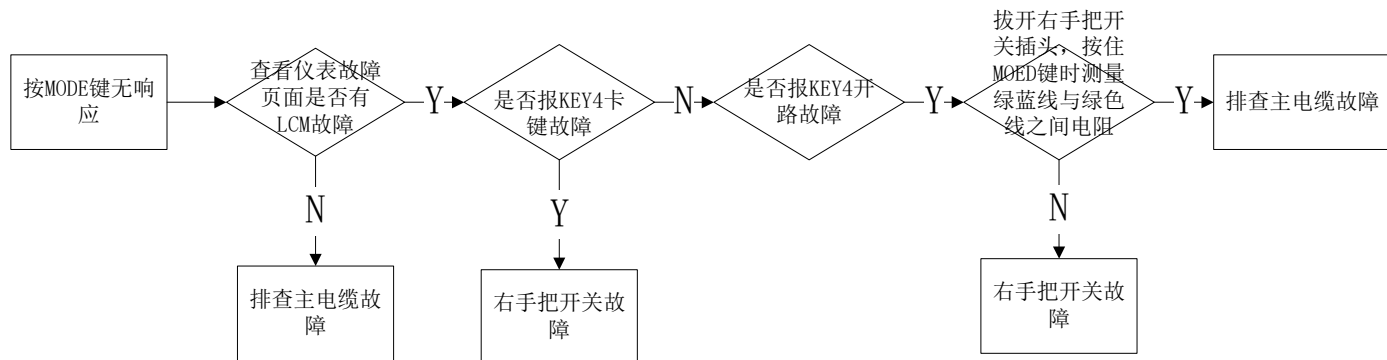 按MODE键无响
应
查看仪表故障
页面是否有
LCM故障
Y
是否报KEY4卡
键故障
N
是否报KEY4开
路故障
Y
拔开右手把开
关插头，按住
MOED键时测量
绿蓝线与绿色
线之间电阻
Y
排查主电缆故障
N
Y
N
排查主电缆故
障
右手把开关故
障
右手把开关故
障